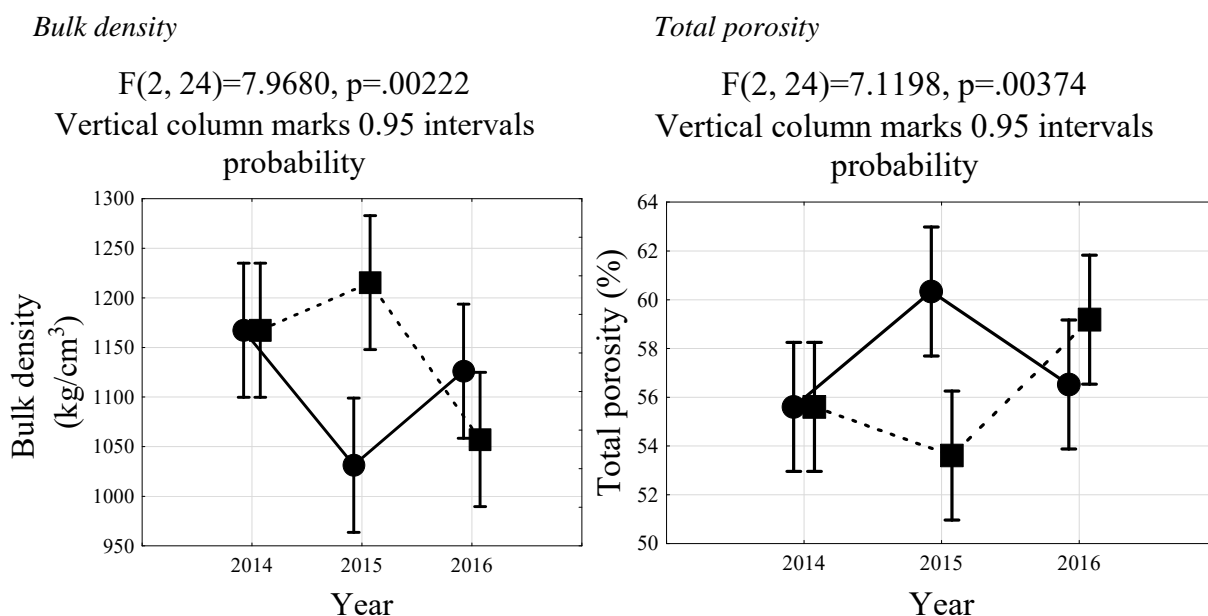 Bulk density
F(2, 24)=7.9680, p=.00222
Vertical column marks 0.95 intervals
probability
1300
1250
1200
1150
1100
1050
1000
950
Bulk density
(kg/cm³)
2014
2015
2016
Year
Total porosity
F(2, 24)=7.1198, p=.00374
Vertical column marks 0.95 intervals
probability
64
62
60
58
56
54
52
50
Total porosity (%)
2014
2015
2016
Year